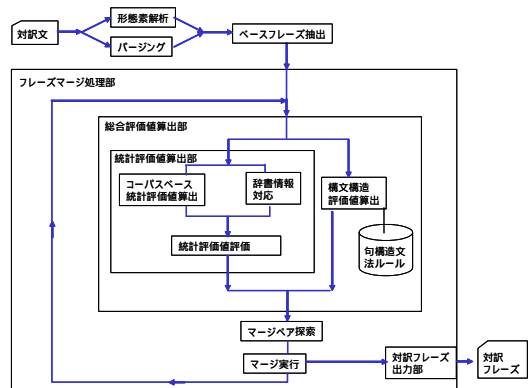 対訳文
形態素解析
パージング
ベースフレーズ抽出
フレーズマージ処理部
総合評価値算出部
統計評価値算出部
コーパスベース
統計評価値算出
辞書情報
対応
構文構造
評価値算出
統計評価値評価
句構造文
法ルール
マージペア探索
マージ実行
対訳フレーズ
出力部
対訳
フレーズ